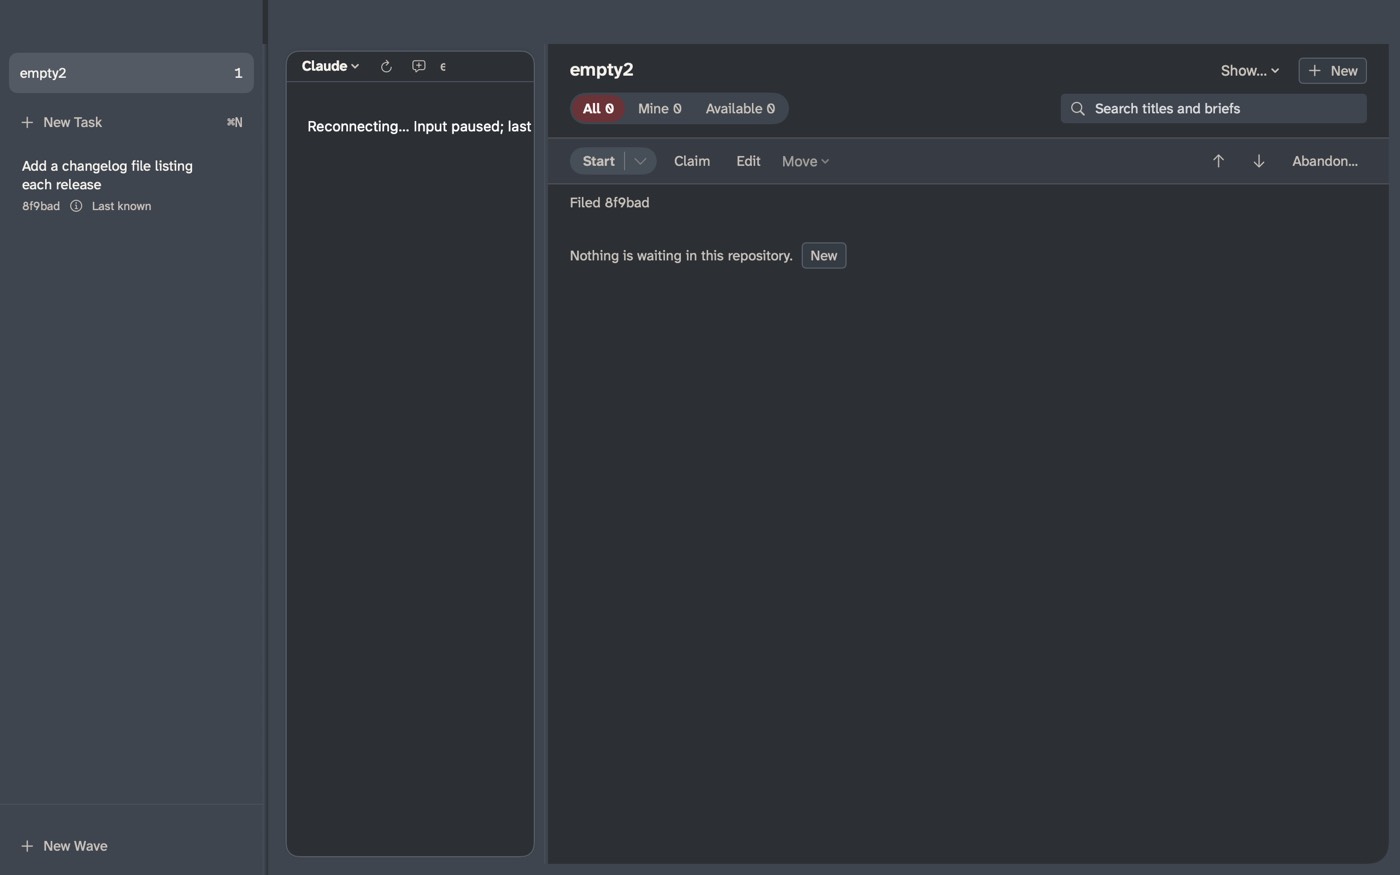 empty2 1
New Task ⌘N
Add a changelog file listing
each release
8f9bad Last known
New Wave
Claude
Reconnecting... Input paused; last
empty2
Show...
New
All 0 Mine 0 Available 0
Search titles and briefs
Start Claim Edit Move Abandon...
Filed 8f9bad
Nothing is waiting in this repository. New